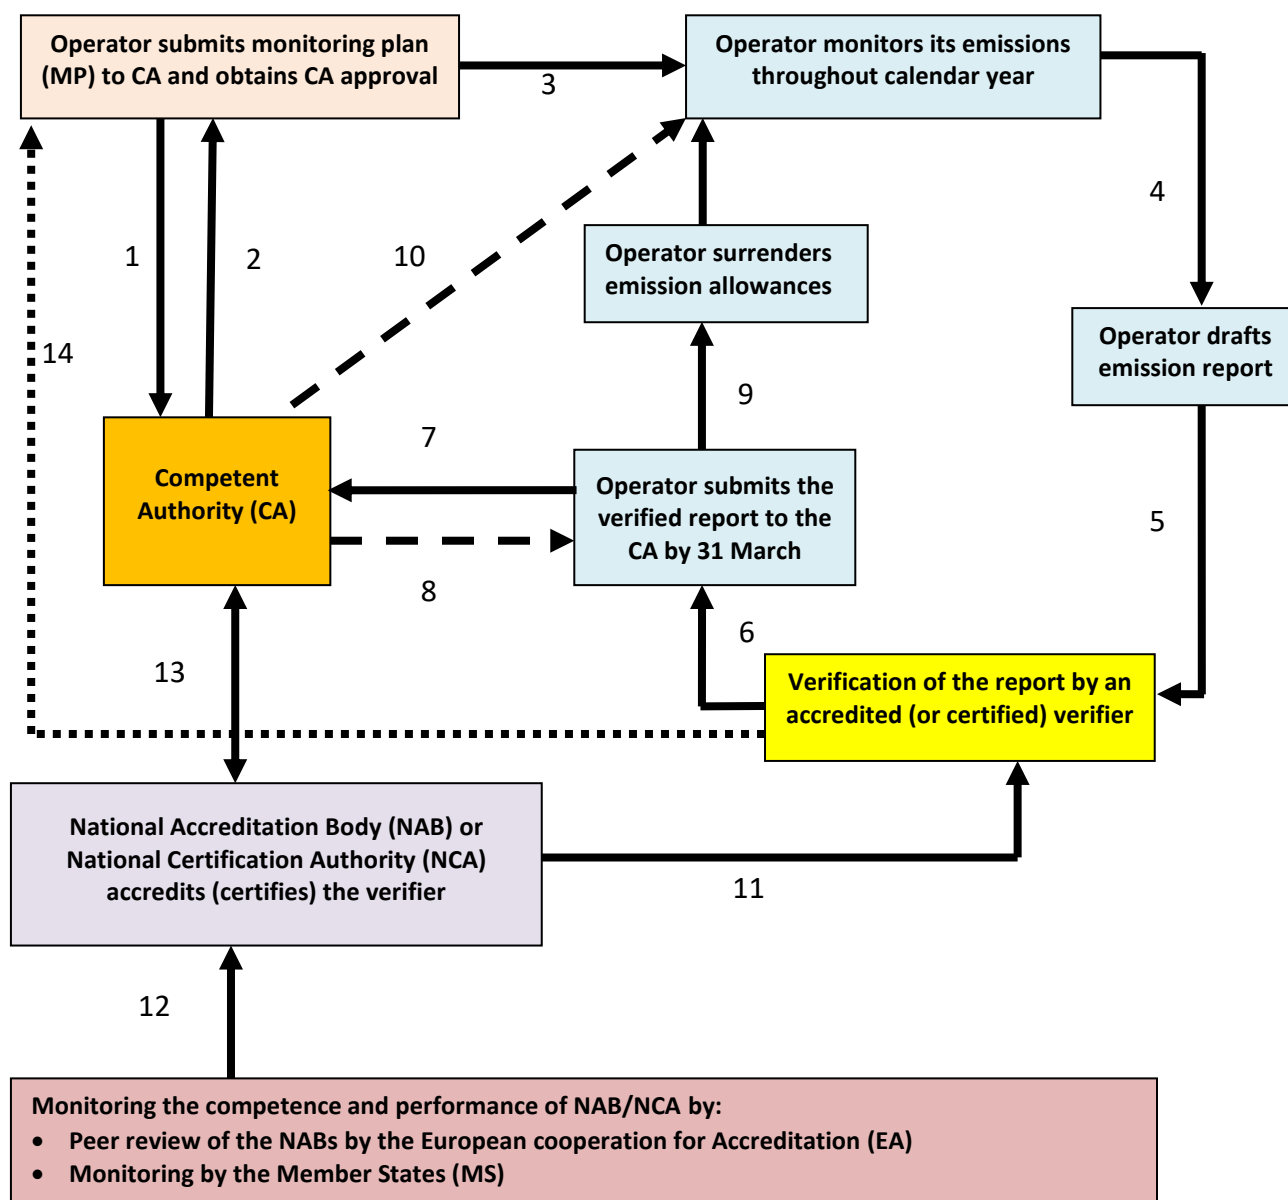 Operator submits monitoring plan
(MP) to CA and obtains CA approval
3
Operator monitors its emissions
throughout calendar year
4
1
2
10
Operator surrenders
emission allowances
14
Operator drafts
emission report
9
7
Competent
Authority (CA)
Operator submits the
verified report to the
CA by 31 March
5
8
6
13
Verification of the report by an
accredited (or certified) verifier
National Accreditation Body (NAB) or
National Certification Authority (NCA)
accredits (certifies) the verifier
11
12
Monitoring the competence and performance of NAB/NCA by:
• Peer review of the NABs by the European cooperation for Accreditation (EA)
• Monitoring by the Member States (MS)